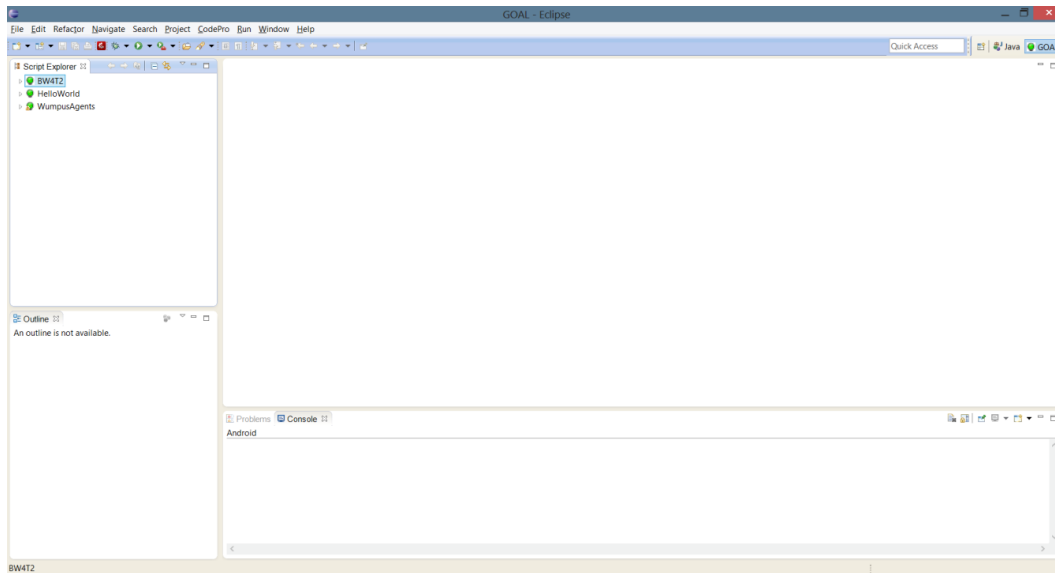 GOAL - Eclipse
File Edit Refactor Navigate Search Project CodePro Run Window Help
Quick Access
Java
GOA
Script Explorer
BW4T2
HelloWorld
WumpusAgents
Outline
An outline is not available.
Problems Console
Android
BW4T2